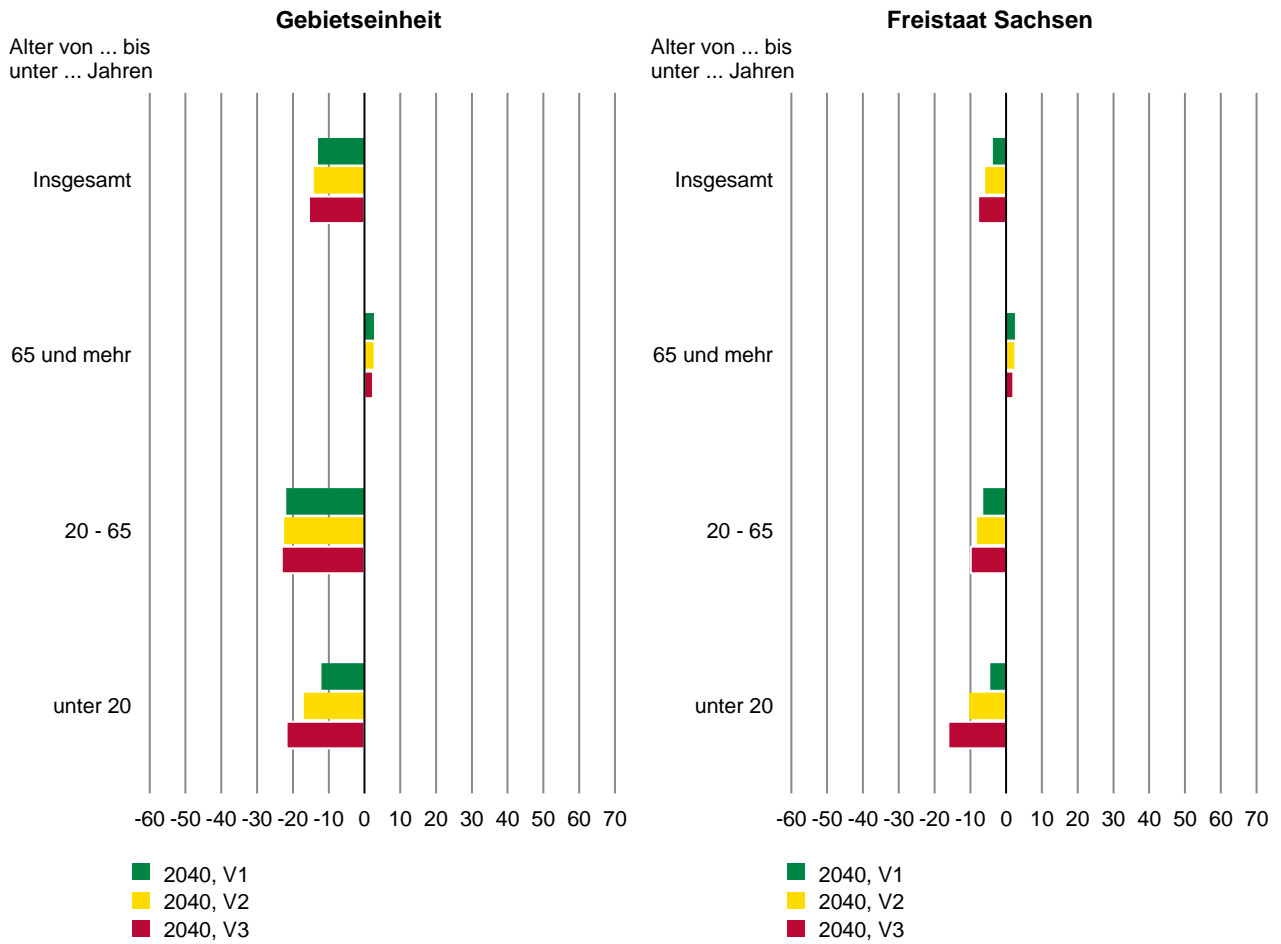 Gebietseinheit
Alter von ... bis
unter ... Jahren
Insgesamt
65 und mehr
20 - 65
unter 20
-60 -50 -40 -30 -20 -10 0 10 20 30 40 50 60 70
2040, V1
2040, V2
2040, V3
Freistaat Sachsen
Alter von ... bis
unter ... Jahren
Insgesamt
65 und mehr
20 - 65
unter 20
-60 -50 -40 -30 -20 -10 0 10 20 30 40 50 60 70
2040, V1
2040, V2
2040, V3